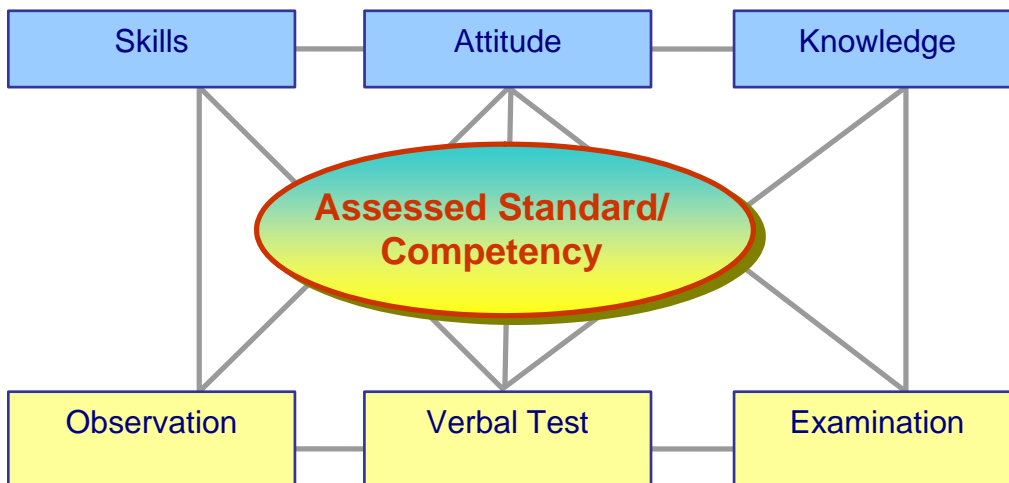 Skills
Attitude
Knowledge
Assessed Standard/
Competency
Observation
Verbal Test
Examination